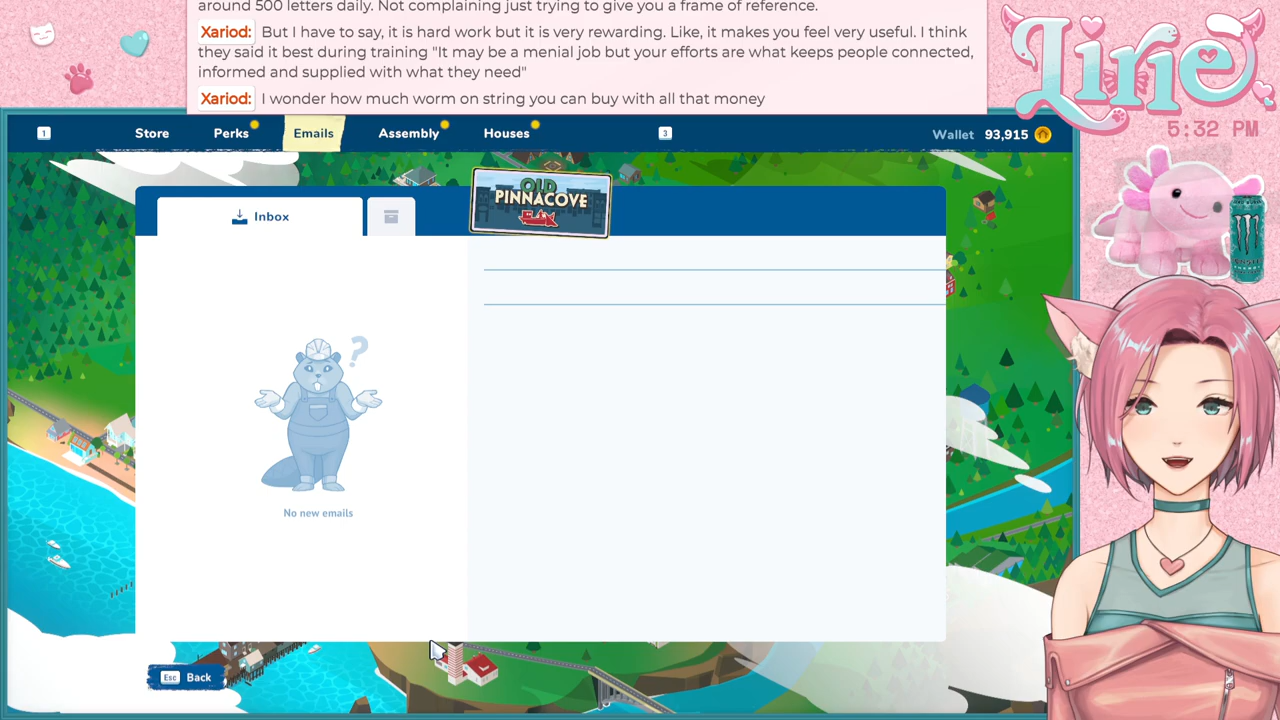 around 500 letters daily. Not complaining just trying to give you a frame of reference.
Xariod: But I have to say, it is hard work but it is very rewarding. Like, it makes you feel very useful. I think
they said it best during training "It may be a menial job but your efforts are what keeps people connected,
informed and supplied with what they need"
Xariod: I wonder how much worm on string you can buy with all that money
Lirie
5:32 PM
1 Store Perks Emails Assembly Houses 3 Wallet 93,915
Inbox
OLD
PINNACOVE
?
No new emails
Esc Back